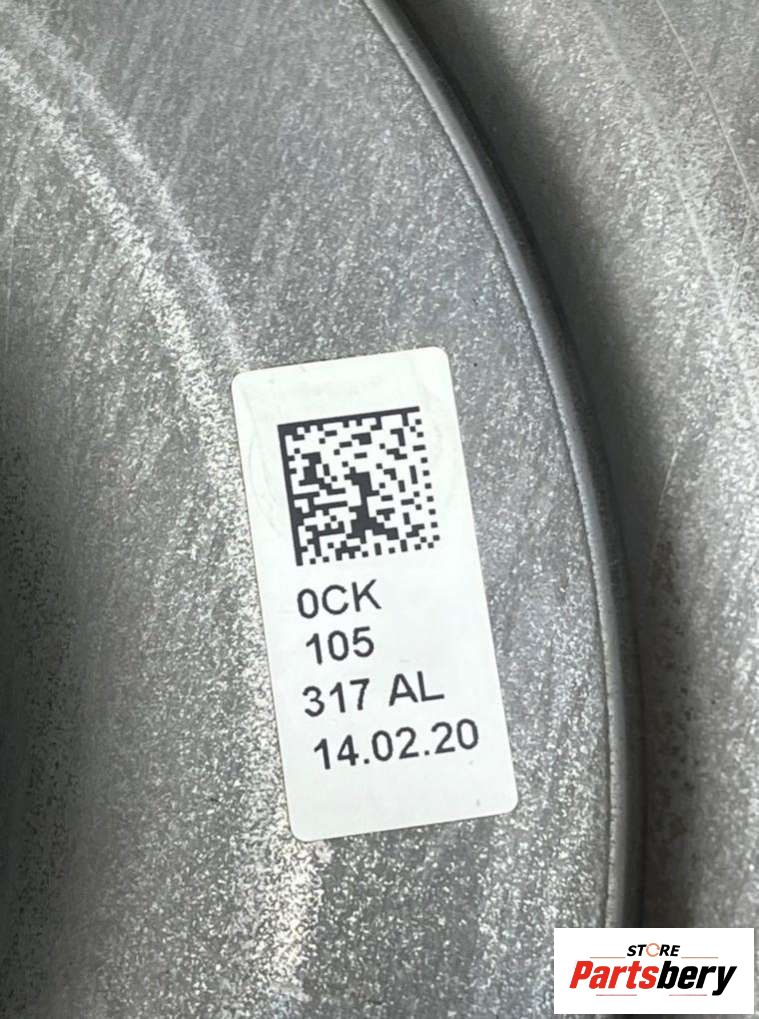 0CK
105
317 AL
14.02.20
STORE
Partsbery